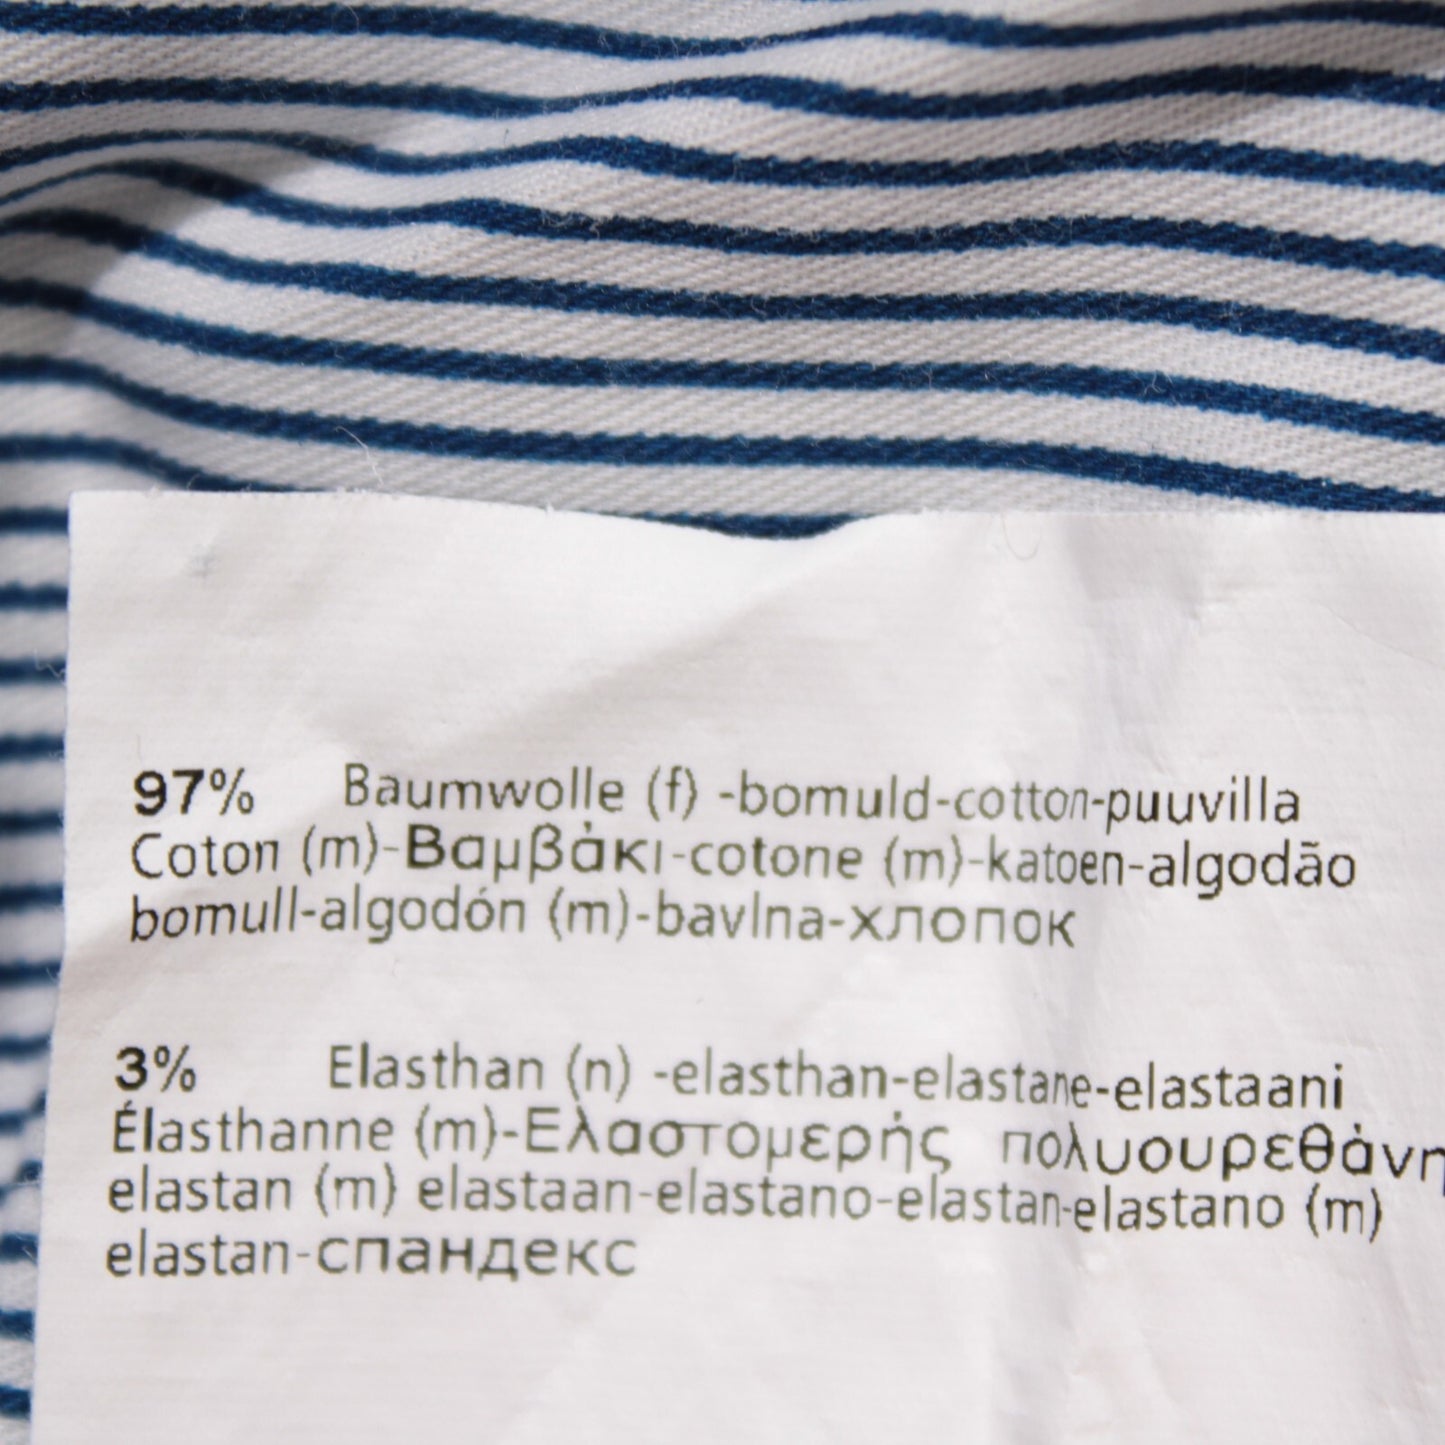 97% Baumwolle (f) -bomuld-cotton-puuvilla
Coton (m)-Βαμβάκι-cotone (m)-katoen-algodão
bomull-algodón (m)-bavlna-хлопок
3% Elasthan (n) -elasthan-elastane-elastaani
Élasthanne (m)-Ελαστομερής πολυουρεθάνη
elastan (m) elastaan-elastano-elastan-elastano (m)
elastan-спандекс